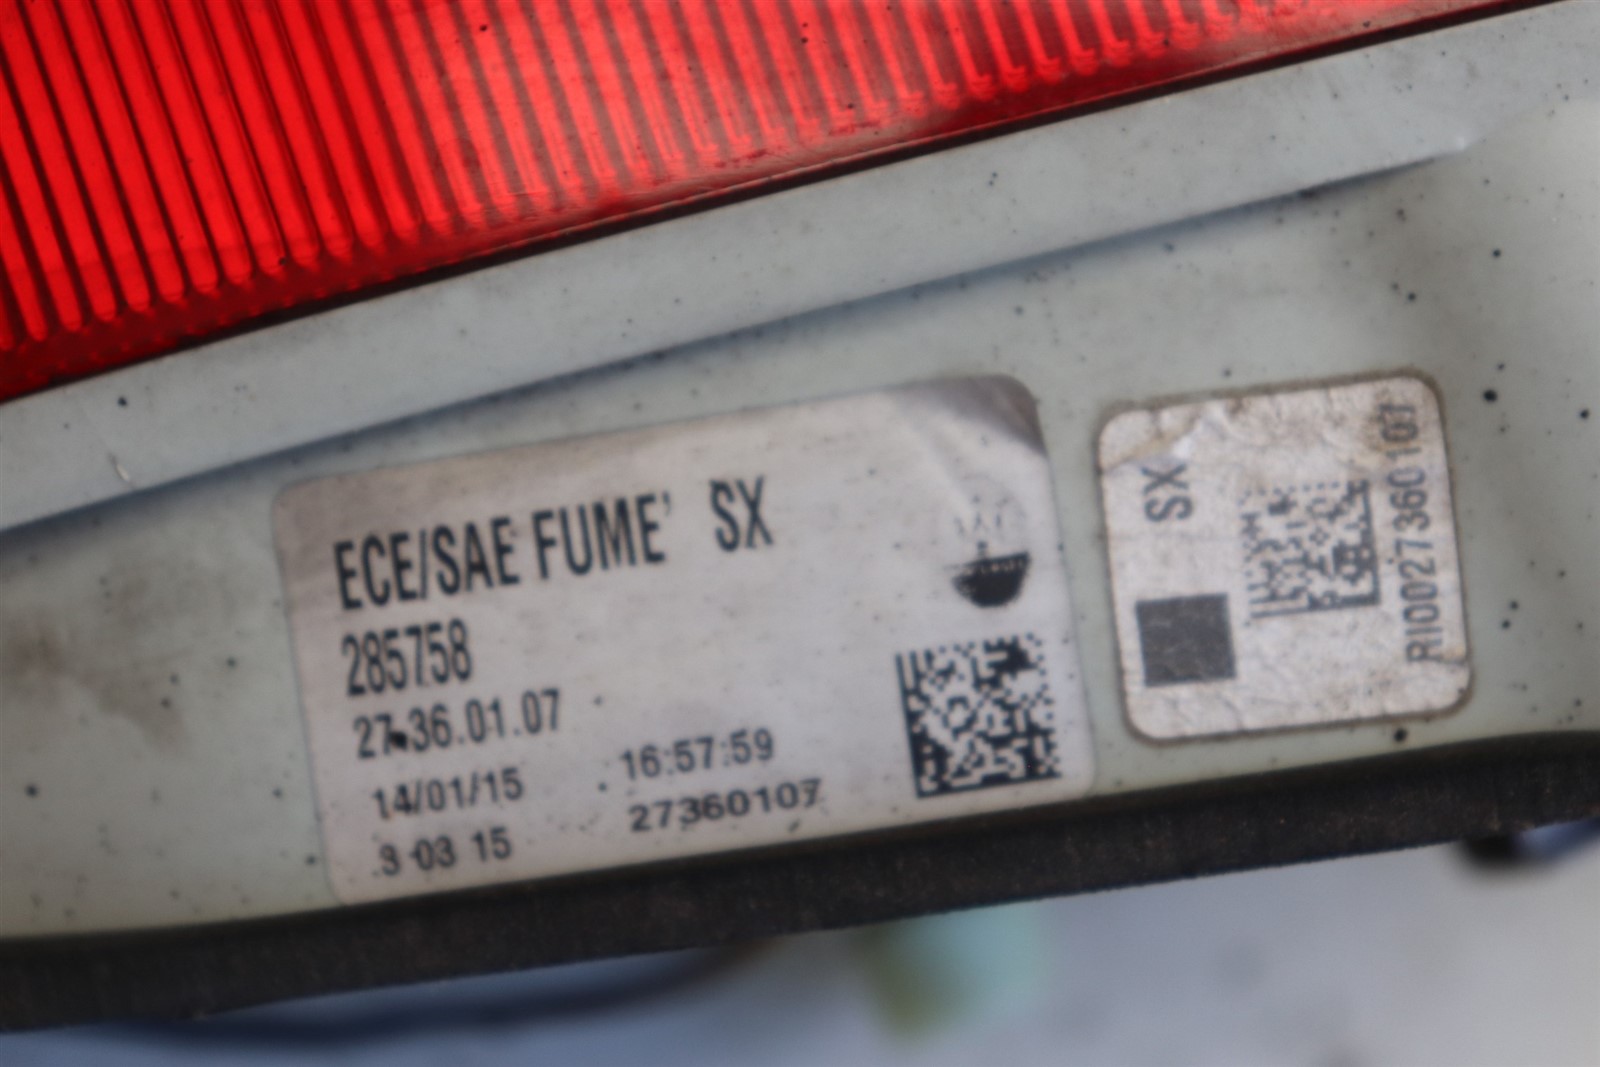 ECE/SAE FUME' SX
285758
27.36.01.07
14/01/15 16:57:59
3 03 15 27360107
SX
RI0027360107